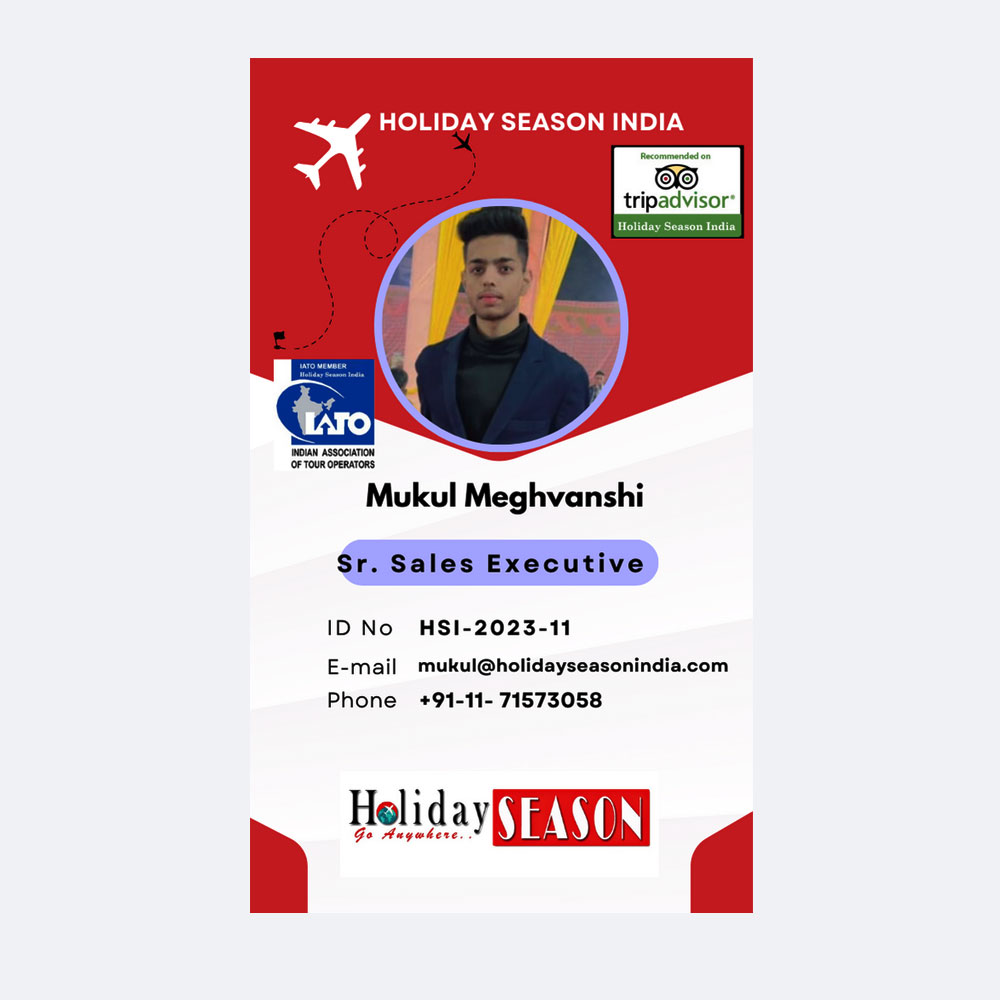 HOLIDAY SEASON INDIA
Recommended on
tripadvisor®
Holiday Season India
IATO MEMBER
Holiday Season India
IATO
INDIAN ASSOCIATION
OF TOUR OPERATORS
Mukul Meghvanshi
Sr. Sales Executive
ID No HSI-2023-11
E-mail mukul@holidayseasonindia.com
Phone +91-11- 71573058
Holiday SEASON
Go Anywhere..